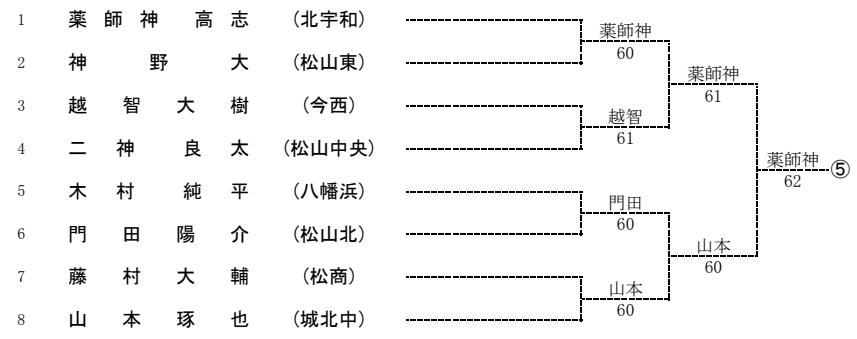 1 薬師神 高志 (北宇和)
薬師神
2 神野 大 (松山東)
60
薬師神
3 越智大樹 (今西)
61
越智
4 二神 良太 (松山中央)
61
薬師神 ⑤
5 木村 純平 (八幡浜)
62
門田
6 門田陽介 (松山北)
60
山本
7 藤村大輔 (松商)
60
山本
8 山本琢也 (城北中)
60